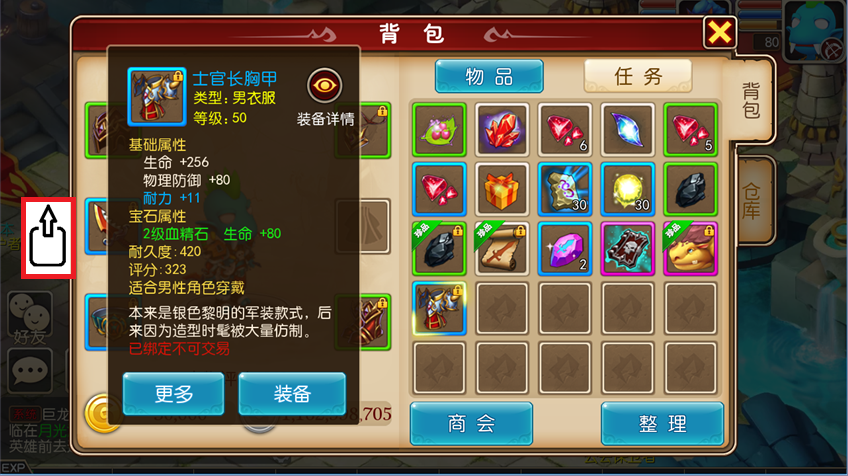 背包
80
士官长胸甲
类型：男衣服
等级：50
装备详情
基础属性
生命 +256
物理防御 +80
耐力 +11
宝石属性
2级血精石 生命 +80
耐久度：420
评分：323
适合男性角色穿戴
本来是银色黎明的军装款式，后
来因为造型时髦被大量仿制。
已绑定不可交易
更多
装备
物品
任务
背包
仓库
6
5
30
30
珍品
珍品
2
珍品
商会
整理
705
好友
巨龙
临在月光
英雄前去
EXP